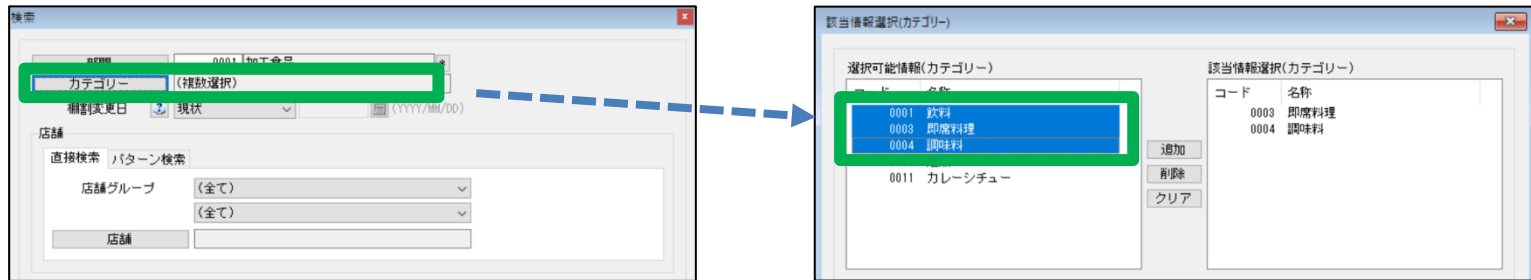 検索
0001 加工食品 *
カテゴリー (複数選択)
棚割変更日 ? 現状 (YYYY/MM/DD)
店舗
直接検索 パターン検索
店舗グループ (全て)
(全て)
店舗
該当情報選択(カテゴリー)
選択可能情報(カテゴリー)
コード 名称
0001 飲料
0003 即席料理
0004 調味料
0011 カレーシチュー
追加
削除
クリア
該当情報選択(カテゴリー)
コード 名称
0003 即席料理
0004 調味料